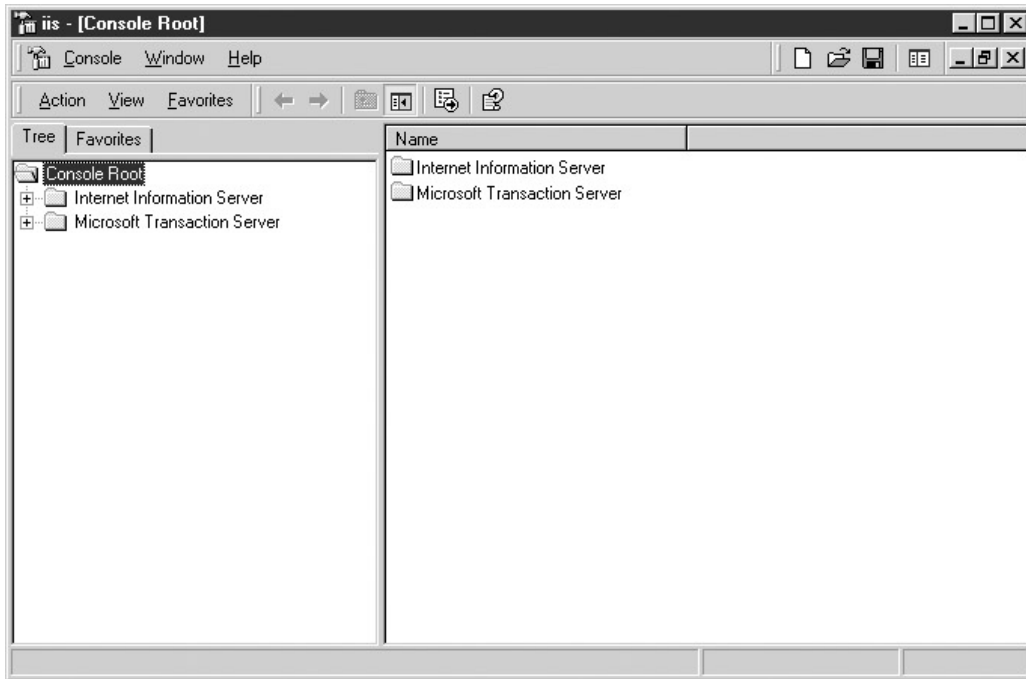 iis - [Console Root]
Console Window Help
Action View Favorites
Tree Favorites
Name
Console Root
Internet Information Server
Microsoft Transaction Server
Internet Information Server
Microsoft Transaction Server